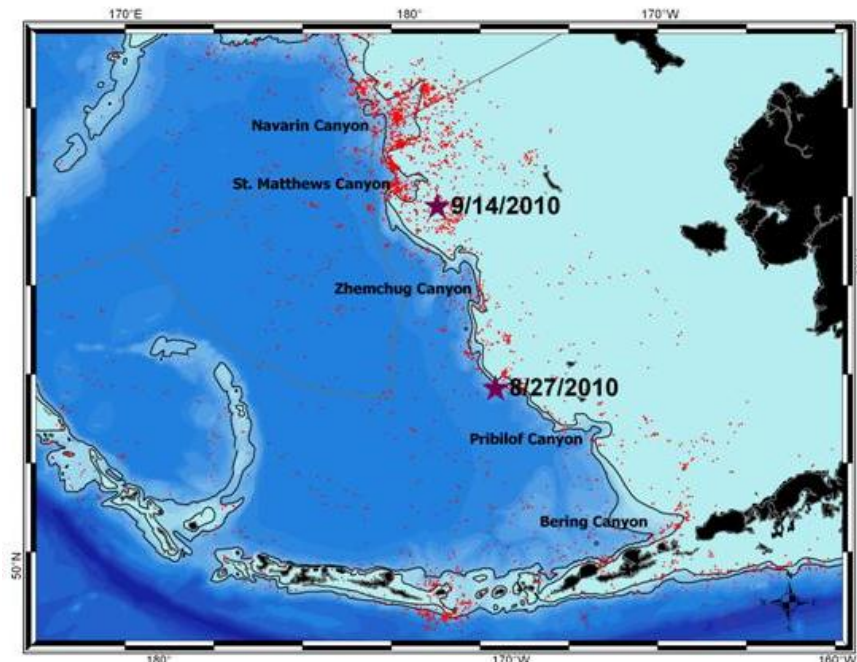 170°E 180° 170°W
Navarin Canyon
St. Matthews Canyon
9/14/2010
Zhemchug Canyon
8/27/2010
Pribilof Canyon
Bering Canyon
50°N
180° 170°W 160°W